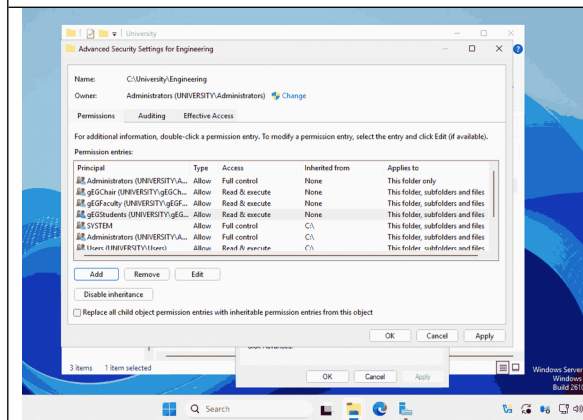 University
Advanced Security Settings for Engineering
Name: C:\University\Engineering
Owner: Administrators (UNIVERSITY\Administrators) Change
Permissions Auditing Effective Access
For additional information, double-click a permission entry. To modify a permission entry, select the entry and click Edit (if available).
Permission entries:
Principal Type Access Inherited from Applies to
Administrators (UNIVERSITY\A... Allow Full control None This folder only
gEGChair (UNIVERSITY\gEGCh... Allow Read & execute None This folder, subfolders and files
gEGFaculty (UNIVERSITY\gEGF... Allow Read & execute None This folder, subfolders and files
gEGStudents (UNIVERSITY\gEG... Allow Read & execute None This folder, subfolders and files
SYSTEM Allow Full control C:\ This folder, subfolders and files
Administrators (UNIVERSITY\A... Allow Full control C:\ This folder, subfolders and files
Users (UNIVERSITY\Users) Allow Read & execute C:\ This folder, subfolders and files
Add Remove Edit
Disable inheritance
Replace all child object permission entries with inheritable permission entries from this object
OK Cancel Apply
3 items 1 item selected
OK Cancel Apply
Windows Server
Windows
Build 2610
Search